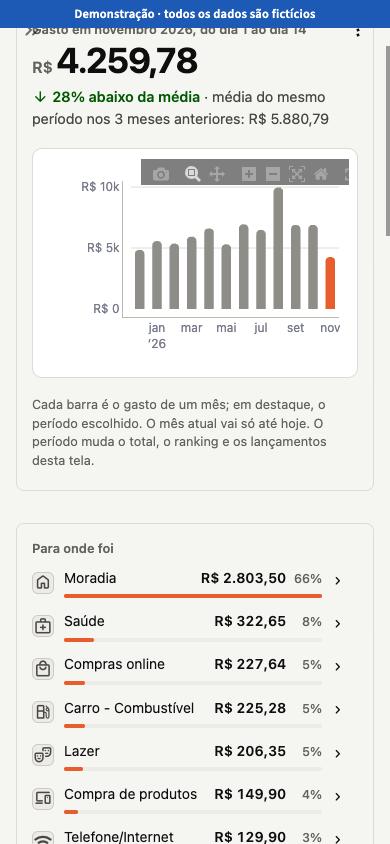 Demonstração · todos os dados são fictícios
Gasto em novembro 2026, do dia 1 ao dia 14
R$ 4.259,78
↓ 28% abaixo da média · média do mesmo
período nos 3 meses anteriores: R$ 5.880,79
R$ 10k
R$ 5k
R$ 0
jan mar mai jul set nov
'26
Cada barra é o gasto de um mês; em destaque, o
período escolhido. O mês atual vai só até hoje. O
período muda o total, o ranking e os lançamentos
desta tela.
Para onde foi
Moradia R$ 2.803,50 66%
Saúde R$ 322,65 8%
Compras online R$ 227,64 5%
Carro - Combustível R$ 225,28 5%
Lazer R$ 206,35 5%
Compra de produtos R$ 149,90 4%
Telefone/Internet R$ 129,90 3%